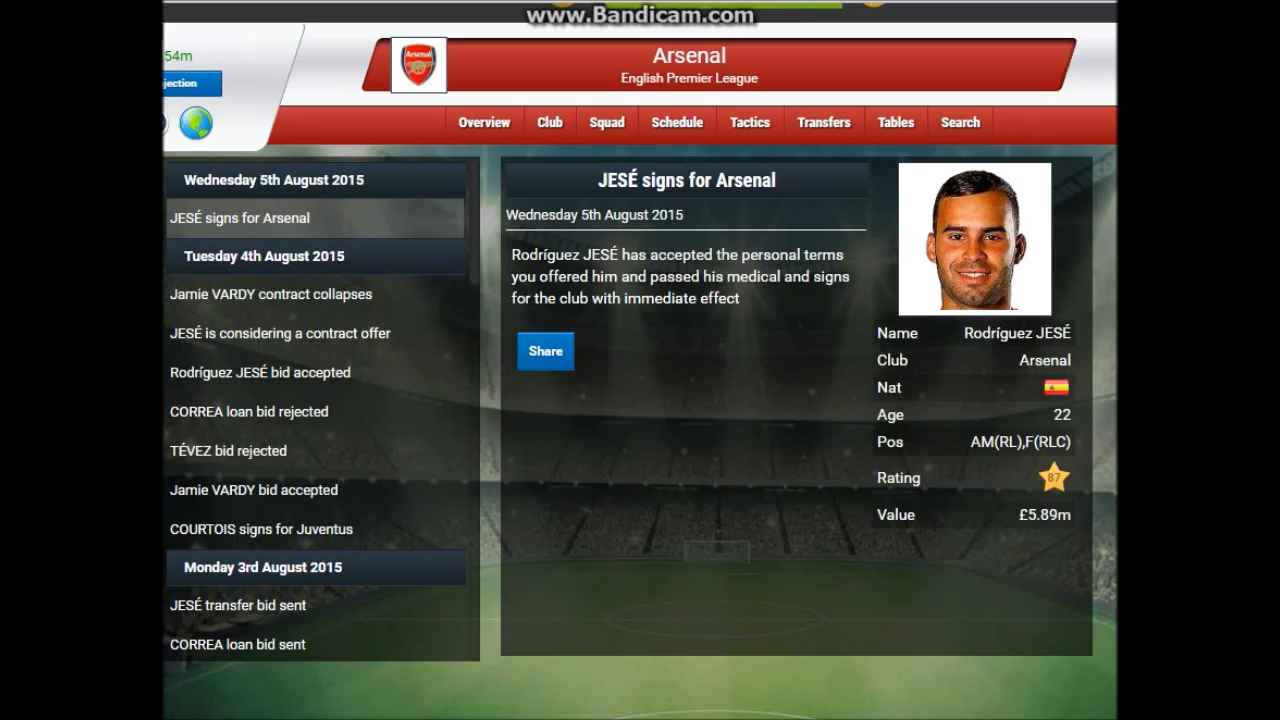 www.Bandicam.com
54m
jection
Arsenal
Arsenal
English Premier League
Overview
Club
Squad
Schedule
Tactics
Transfers
Tables
Search
Wednesday 5th August 2015
JESÉ signs for Arsenal
Tuesday 4th August 2015
Jamie VARDY contract collapses
JESÉ is considering a contract offer
Rodríguez JESÉ bid accepted
CORREA loan bid rejected
TÉVEZ bid rejected
Jamie VARDY bid accepted
COURTOIS signs for Juventus
Monday 3rd August 2015
JESÉ transfer bid sent
CORREA loan bid sent
JESÉ signs for Arsenal
Wednesday 5th August 2015
Rodríguez JESÉ has accepted the personal terms
you offered him and passed his medical and signs
for the club with immediate effect
Share
Name Rodríguez JESÉ
Club Arsenal
Nat
Age 22
Pos AM(RL),F(RLC)
Rating 87
Value £5.89m